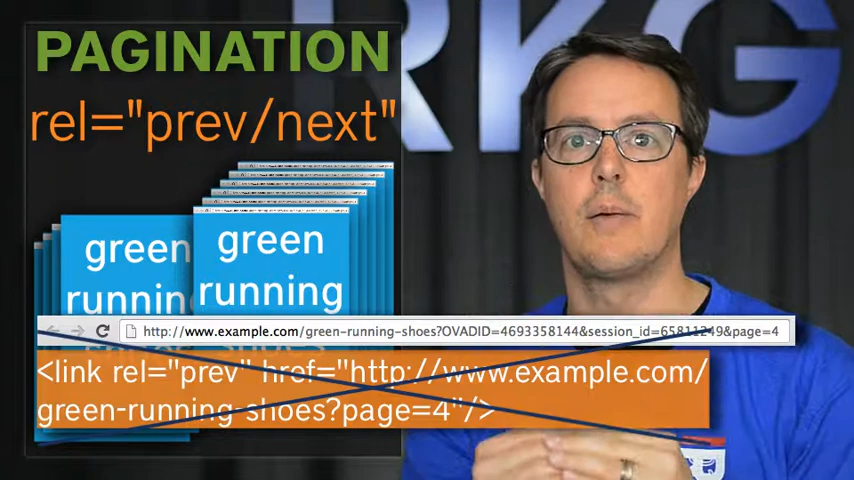 PAGINATION
rel="prev/next"
RKG
green
running
green
running
http://www.example.com/green-running-shoes?OVADID=4693358144&session_id=65811249&page=4
<link rel="prev" href="http://www.example.com/
green-running-shoes?page=4"/>